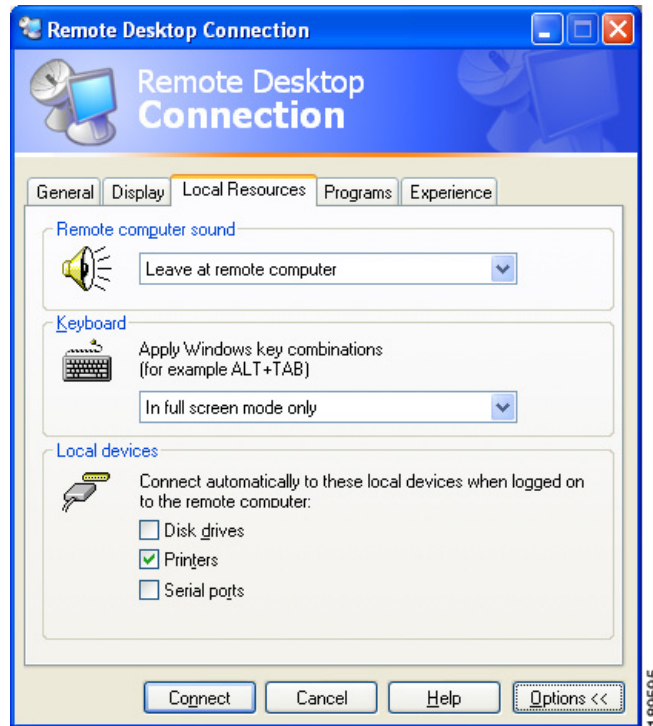 Remote Desktop Connection
Remote Desktop
Connection
General Display Local Resources Programs Experience
Remote computer sound
Leave at remote computer
Keyboard
Apply Windows key combinations
(for example ALT+TAB)
In full screen mode only
Local devices
Connect automatically to these local devices when logged on
to the remote computer:
Disk drives
Printers
Serial ports
Connect Cancel Help Options <<